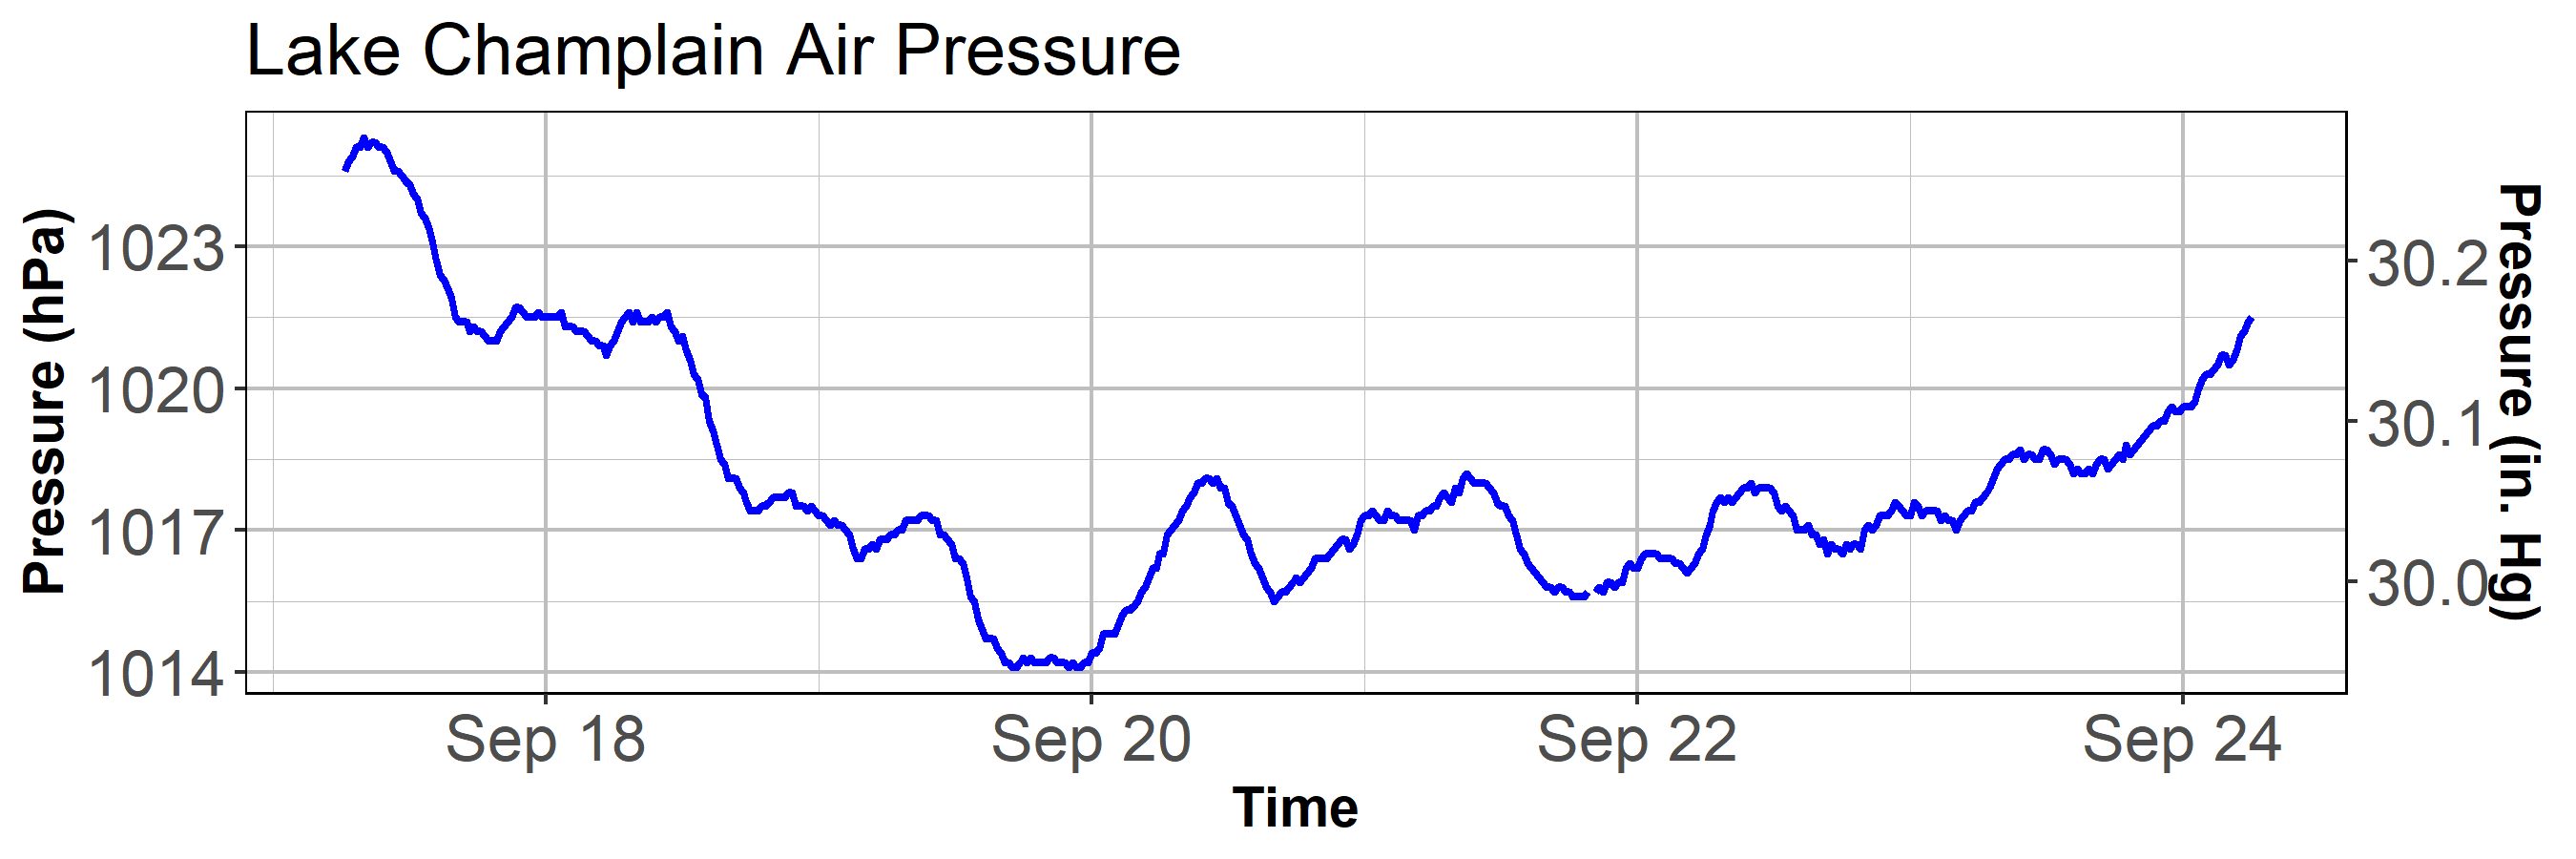 Lake Champlain Air Pressure
Pressure (hPa)
1023
1020
1017
1014
30.2
30.1
30.0
Pressure (in. Hg)
Sep 18
Sep 20
Sep 22
Sep 24
Time